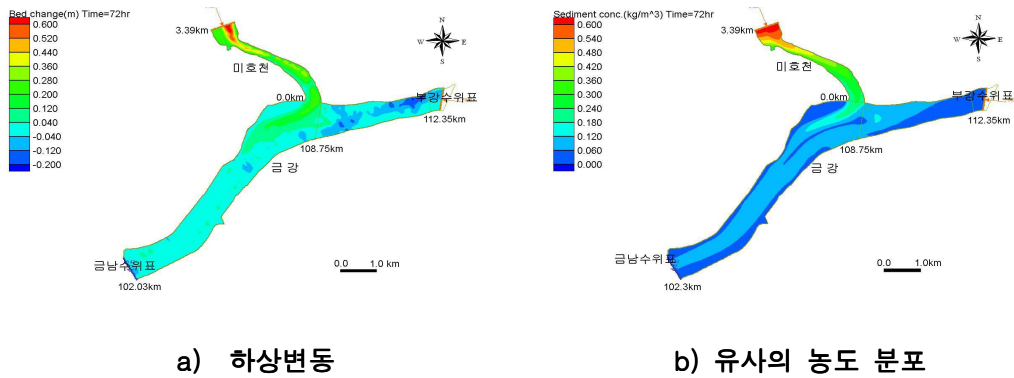 Bed change(m) Time=72hr
0.600
0.520
0.440
0.360
0.280
0.200
0.120
0.040
-0.040
-0.120
-0.200
3.39km
N
W
E
S
미호천
0.0km
부강수위표
112.35km
108.75km
금 강
금남수위표
102.03km
0.0 1.0 km
a) 하상변동
Sediment conc.(kg/m^3) Time=72hr
0.600
0.540
0.480
0.420
0.360
0.300
0.240
0.180
0.120
0.060
0.000
3.39km
N
W
E
S
미호천
0.0km
부강수위표
112.35km
108.75km
금 강
금남수위표
102.3km
0.0 1.0km
b) 유사의 농도 분포